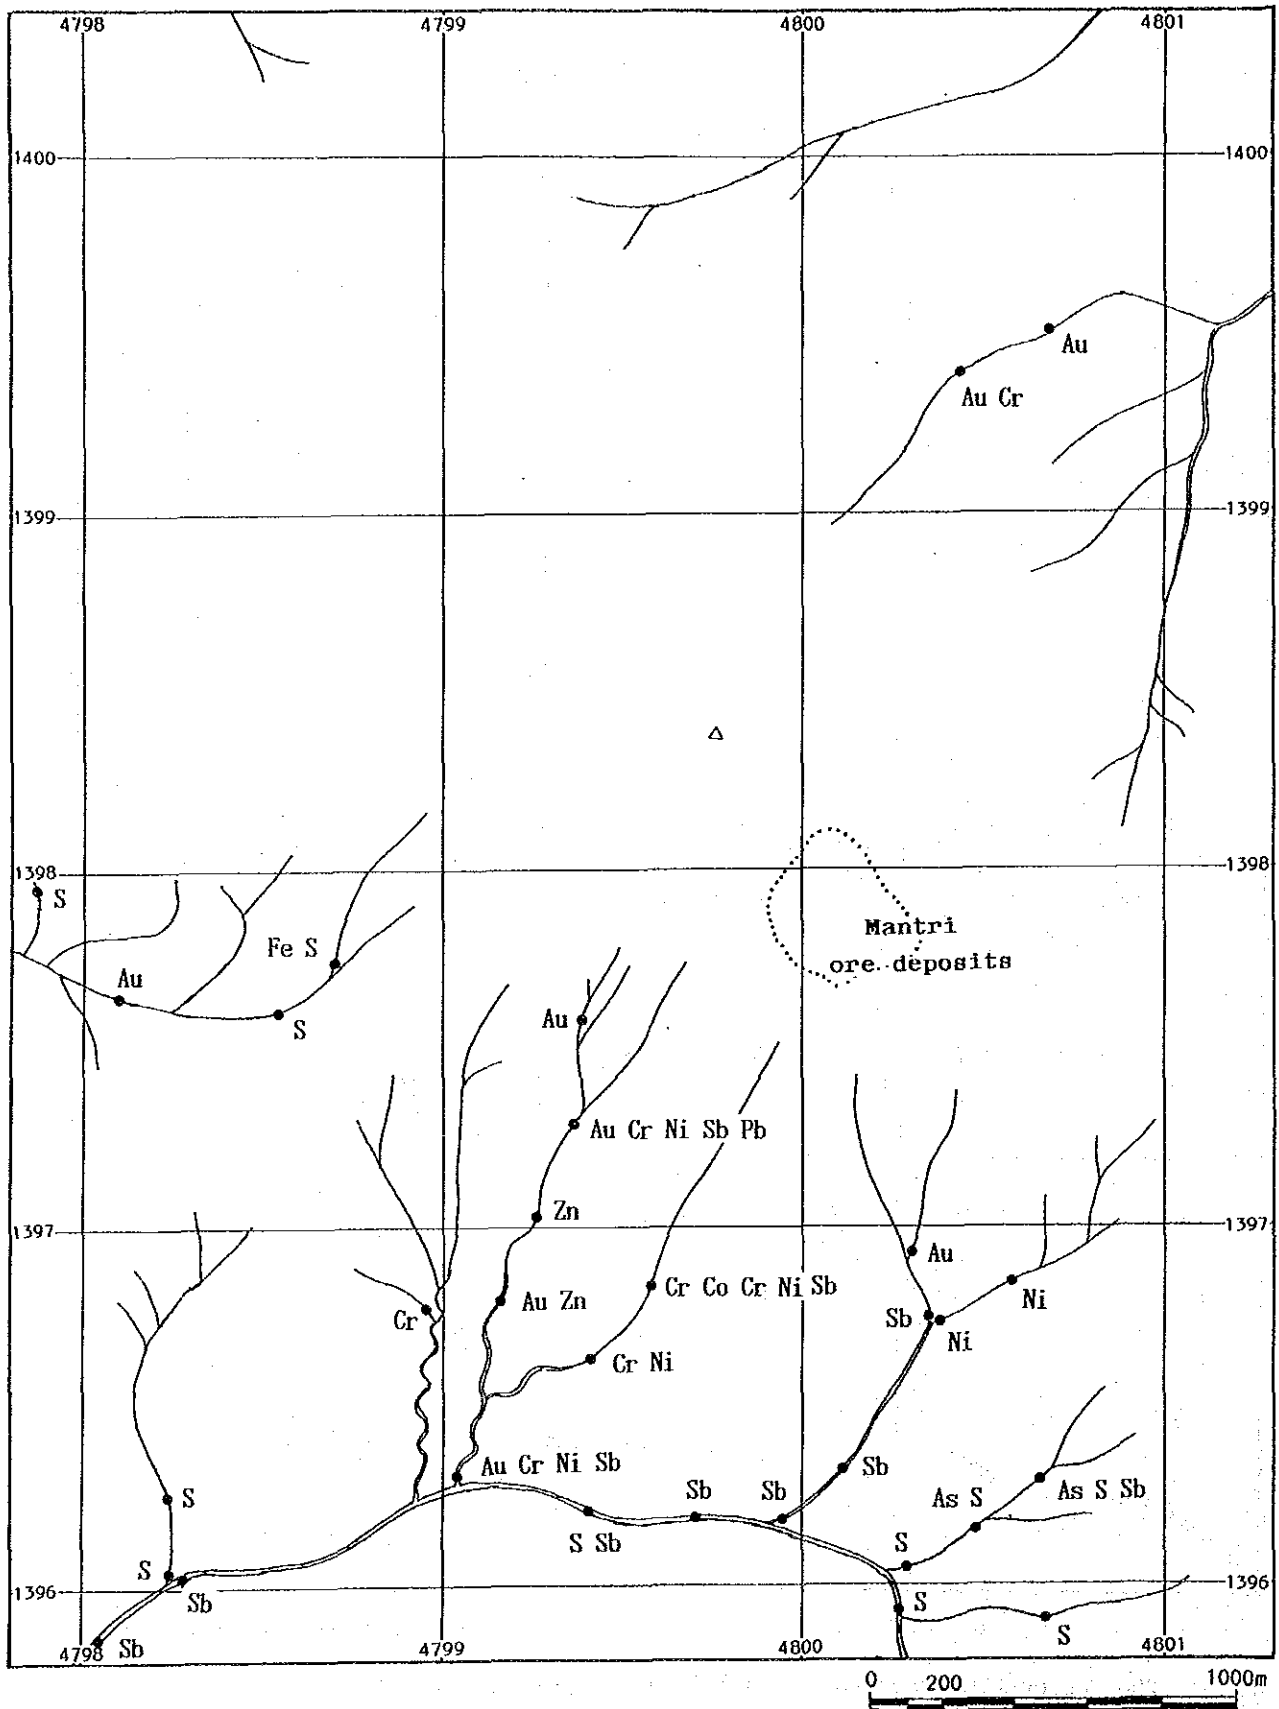 4798 4799 4800 4801
1400 1400
Au
Au Cr
1399 1399
1398 1398
S
Mantri
Fe S
ore deposits
Au
Au
S
Au Cr Ni Sb Pb
Zn
1397 1397
Au
Cr Co Cr Ni Sb
Au Zn
Ni
Cr
Sb
Ni
Cr Ni
Au Cr Ni Sb
Sb
As S
As S Sb
Sb
Sb
S
S Sb
S
S
1396 1396
Sb
S
S
Sb
4798 4799 4800 4801
0 200 1000m